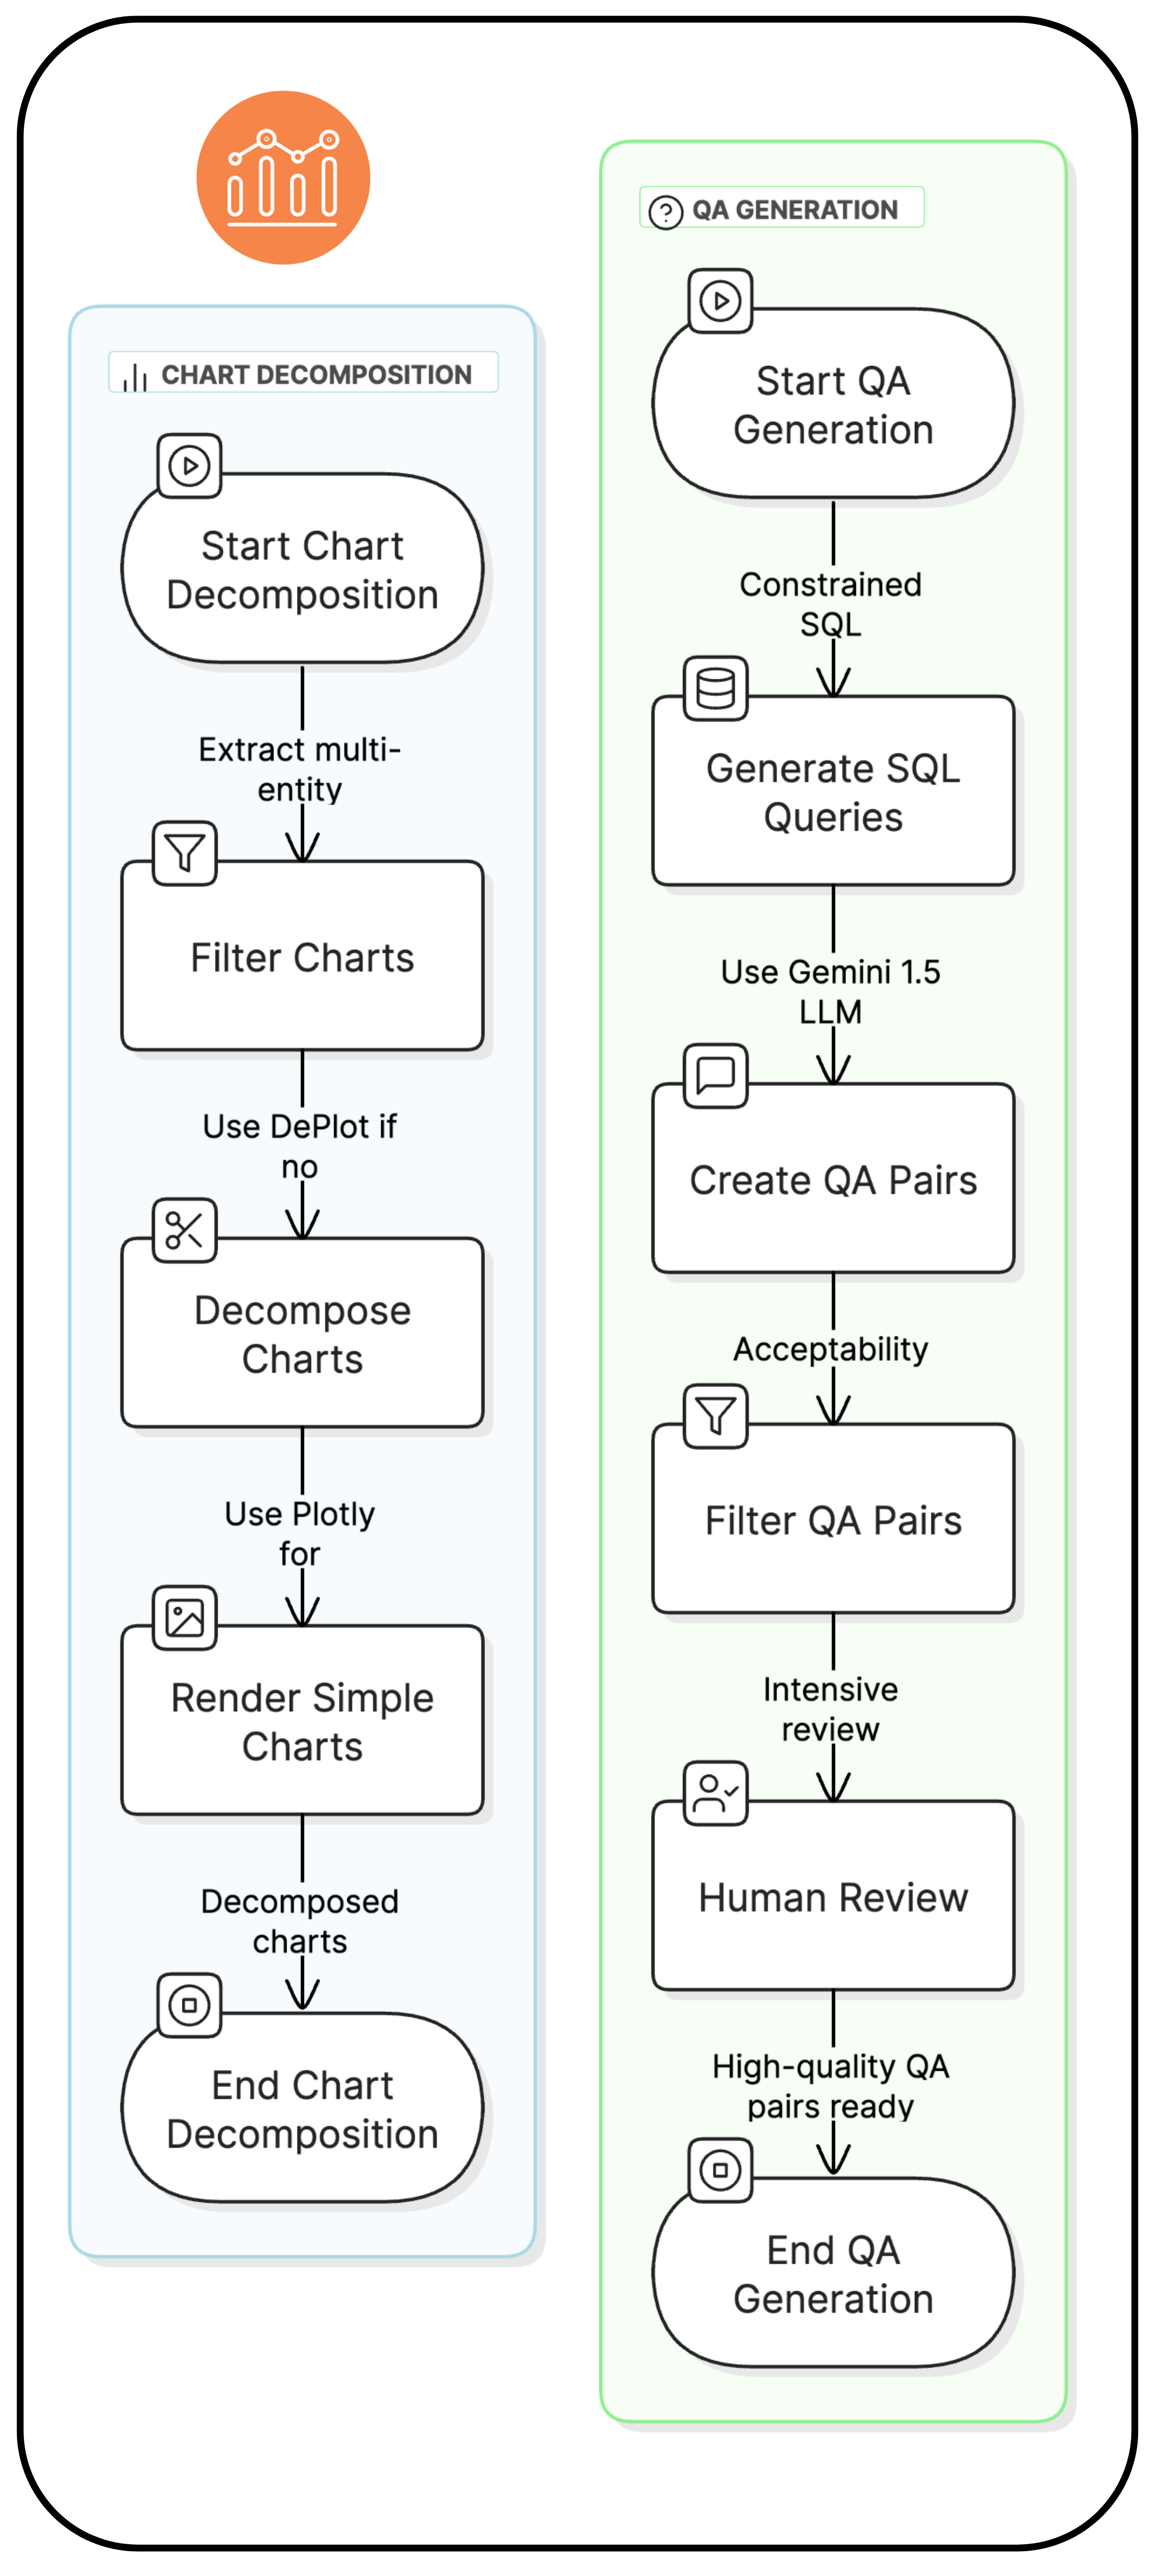 CHART DECOMPOSITION
Start Chart
Decomposition
Extract multi-
entity
Filter Charts
Use DePlot if
no
Decompose
Charts
Use Plotly
for
Render Simple
Charts
Decomposed
charts
End Chart
Decomposition
QA GENERATION
Start QA
Generation
Constrained
SQL
Generate SQL
Queries
Use Gemini 1.5
LLM
Create QA Pairs
Acceptability
Filter QA Pairs
Intensive
review
Human Review
High-quality QA
pairs ready
End QA
Generation